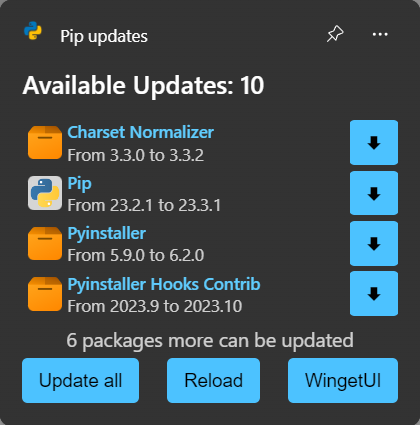 Pip updates
Available Updates: 10
Charset Normalizer
From 3.3.0 to 3.3.2
Pip
From 23.2.1 to 23.3.1
Pyinstaller
From 5.9.0 to 6.2.0
Pyinstaller Hooks Contrib
From 2023.9 to 2023.10
6 packages more can be updated
Update all
Reload
WingetUI